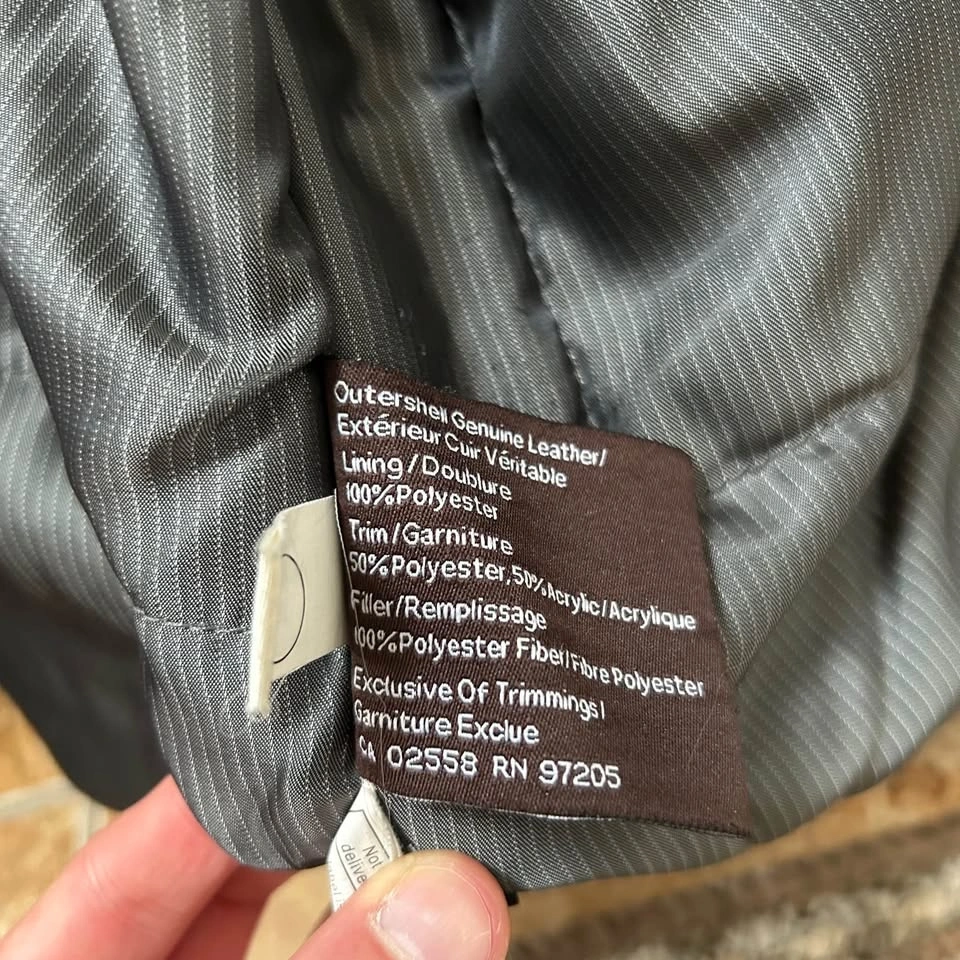 Outershell Genuine Leather/
Extérieur Cuir Véritable
Lining/Doublure
100%Polyester
Trim/Garniture
50%Polyester,50%Acrylic/Acrylique
Filler/Remplissage
100%Polyester Fiber/Fibre Polyester
Exclusive Of Trimmings/
Garniture Exclue
CA 02558 RN 97205
Not